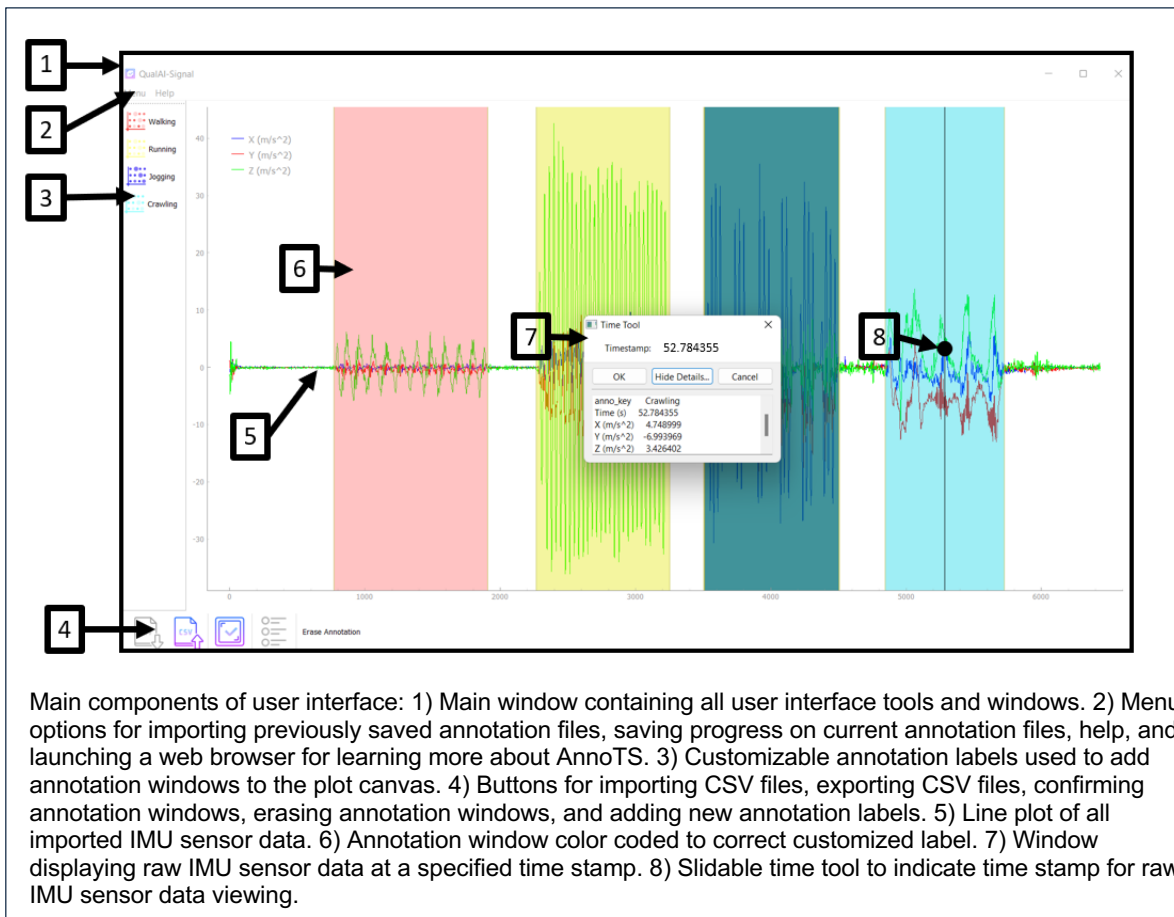 1
QualAI-Signal
Menu Help
2
Walking
Running
Jogging
3
Crawling
40
30
20
10
0
-10
-20
-30
X (m/s^2)
Y (m/s^2)
Z (m/s^2)
6
5
7
Time Tool
Timestamp: 52.784355
OK Hide Details... Cancel
anno_key Crawling
Time (s) 52.784355
X (m/s^2) 4.748999
Y (m/s^2) -6.993969
Z (m/s^2) 3.426402
8
0 1000 2000 3000 4000 5000 6000
4
CSV
Erase Annotation
Main components of user interface: 1) Main window containing all user interface tools and windows. 2) Menu
options for importing previously saved annotation files, saving progress on current annotation files, help, and
launching a web browser for learning more about AnnoTS. 3) Customizable annotation labels used to add
annotation windows to the plot canvas. 4) Buttons for importing CSV files, exporting CSV files, confirming
annotation windows, erasing annotation windows, and adding new annotation labels. 5) Line plot of all
imported IMU sensor data. 6) Annotation window color coded to correct customized label. 7) Window
displaying raw IMU sensor data at a specified time stamp. 8) Slidable time tool to indicate time stamp for raw
IMU sensor data viewing.